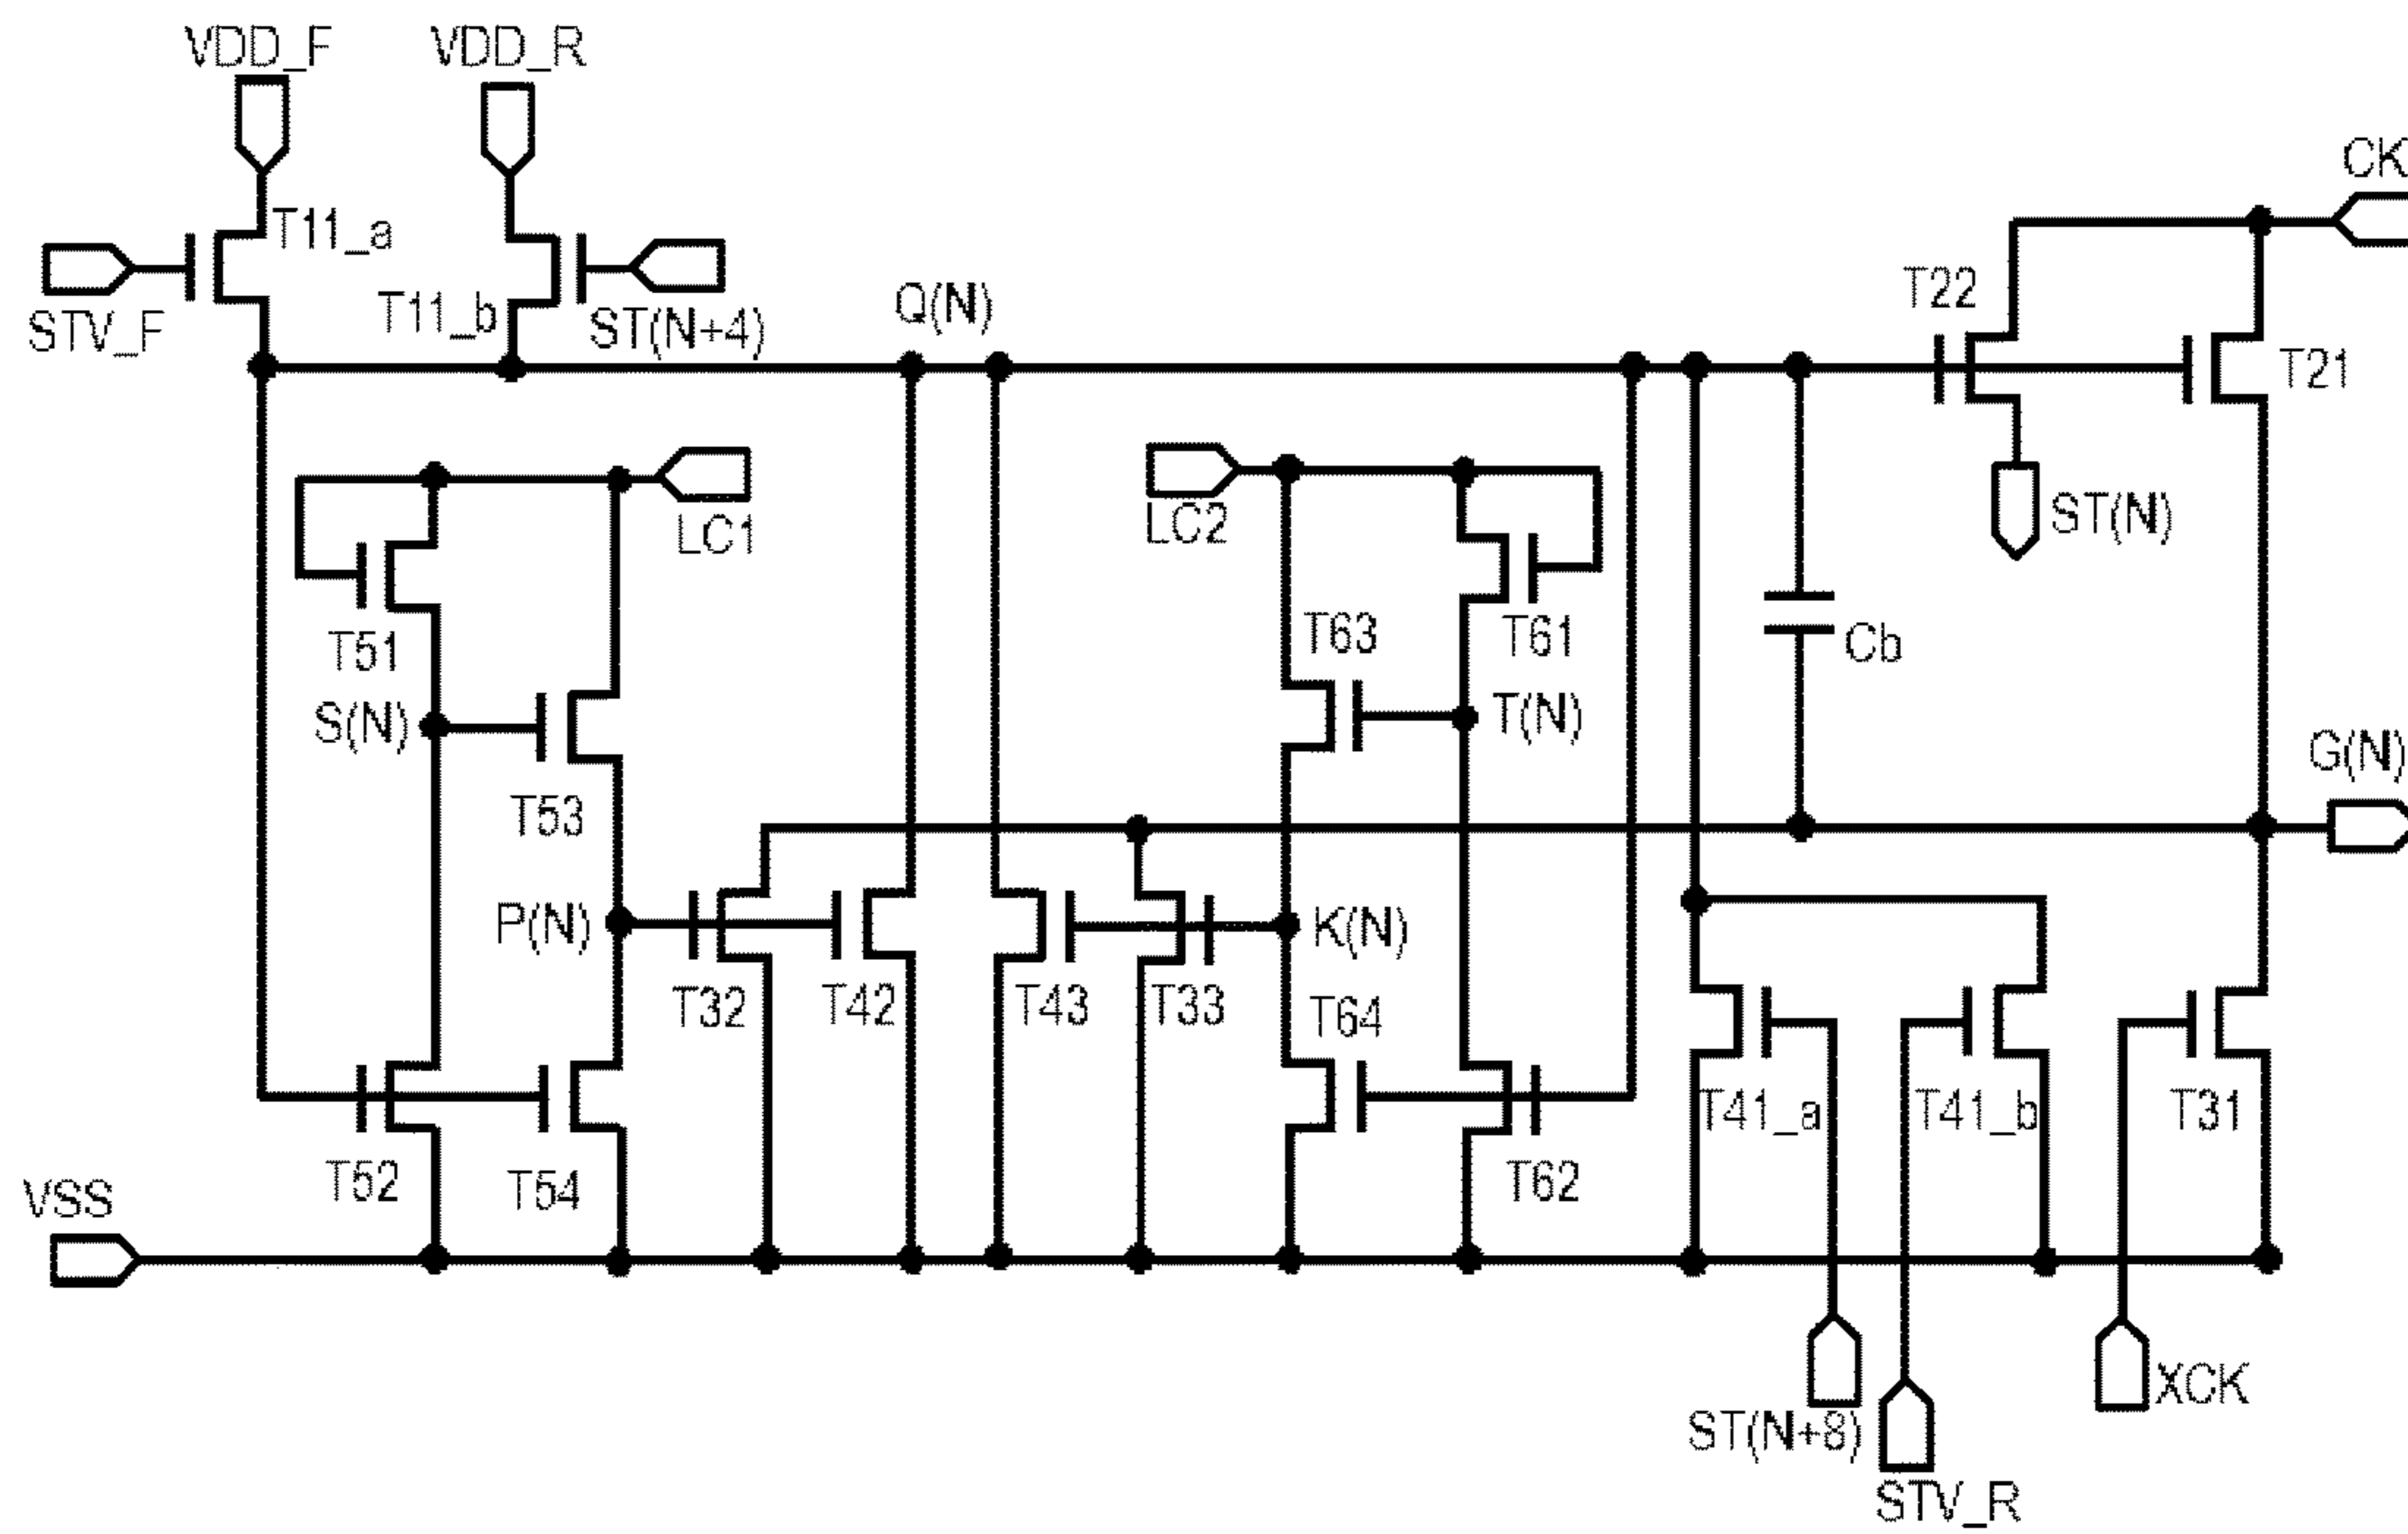 VDD_F
VDD_R
CK
T11_a
STV_F
T11_b
ST(N+4)
Q(N)
T22
T21
LC1
LC2
ST(N)
T51
T63
T61
Cb
S(N)
T(N)
T53
G(N)
P(N)
K(N)
T32
T42
T43
T33
T64
T41_a
T41_b
T31
T52
T54
T62
VSS
ST(N+8)
XCK
STV_R